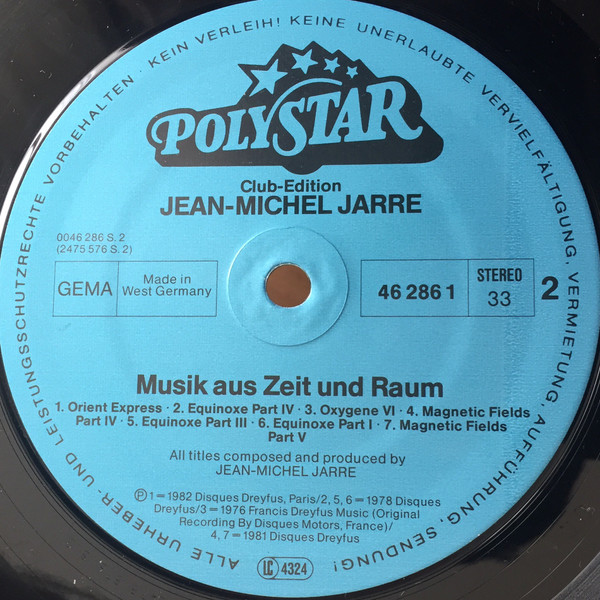 ALLE URHEBER- UND LEISTUNGSSCHUTZRECHTE VORBEHALTEN · KEIN VERLEIH! KEINE UNERLAUBTE VERVIELFÄLTIGUNG, VERMIETUNG, AUFFÜHRUNG, SENDUNG!
POLYSTAR
Club-Edition
JEAN-MICHEL JARRE
0046 286 S. 2
(2475 576 S. 2)
GEMA
Made in
West Germany
46 286 1
STEREO
33
2
Musik aus Zeit und Raum
1. Orient Express · 2. Equinoxe Part IV · 3. Oxygene VI · 4. Magnetic Fields
Part IV · 5. Equinoxe Part III · 6. Equinoxe Part I · 7. Magnetic Fields
Part V
All titles composed and produced by
JEAN-MICHEL JARRE
Ⓟ1=1982 Disques Dreyfus, Paris/2, 5, 6=1978 Disques
Dreyfus/3=1976 Francis Dreyfus Music (Original
Recording By Disques Motors, France)/
4, 7=1981 Disques Dreyfus
LC 4324